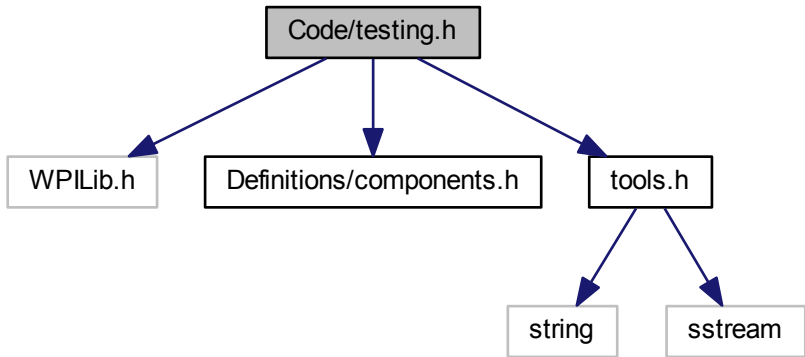 Code/testing.h
WPILib.h
Definitions/components.h
tools.h
string
sstream